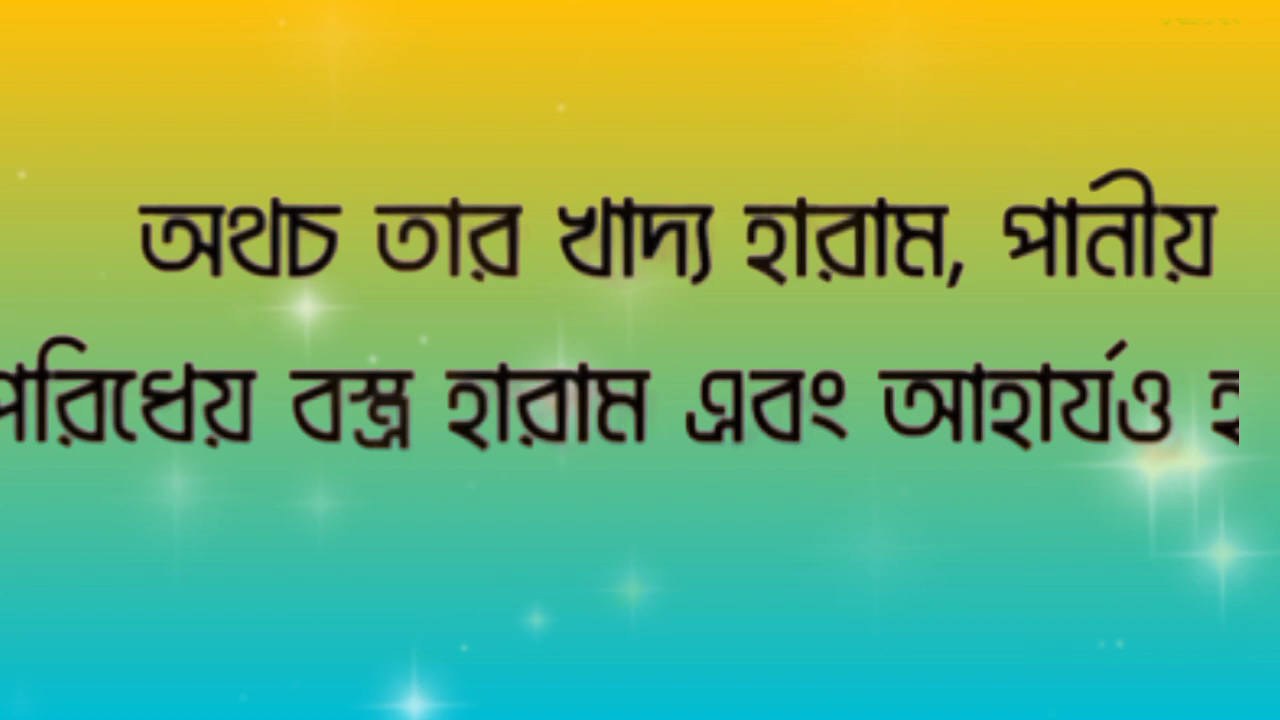 অথচ তার খাদ্য হারাম, পানীয়
পরিধেয় বস্ত্র হারাম এবং আহার্যও